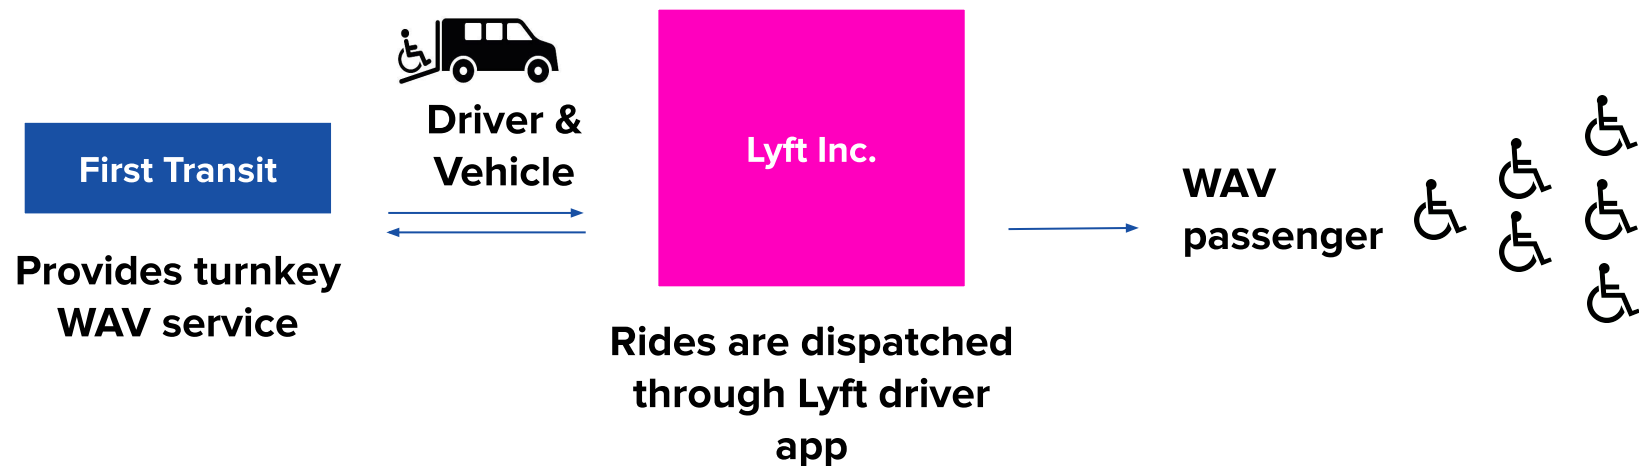 First Transit
Provides turnkey
WAV service
Driver &
Vehicle
Lyft Inc.
Rides are dispatched
through Lyft driver
app
WAV
passenger